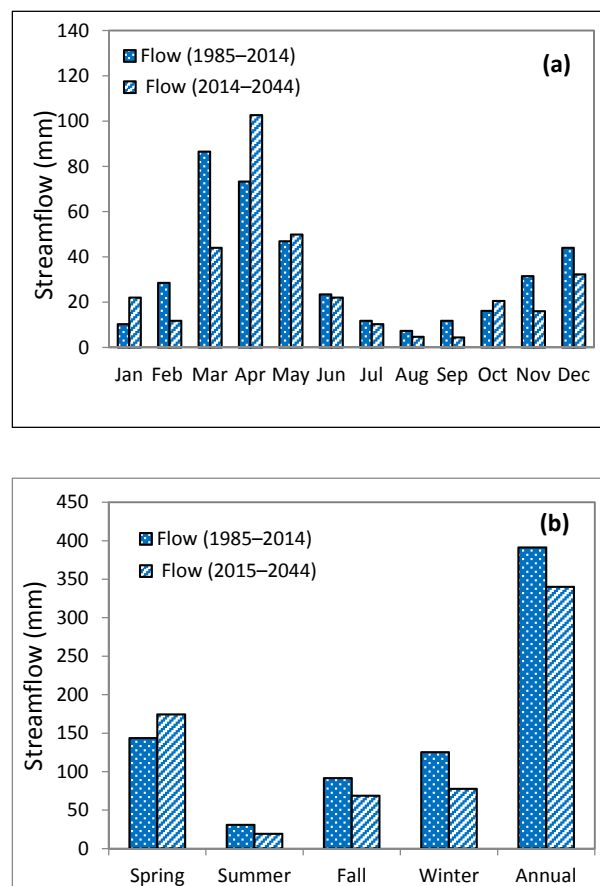 140
120
100
80
60
40
20
0
Streamflow (mm)
Flow (1985–2014)
Flow (2014–2044)
(a)
Jan Feb Mar Apr May Jun Jul Aug Sep Oct Nov Dec
450
400
350
300
250
200
150
100
50
0
Streamflow (mm)
Flow (1985–2014)
Flow (2015–2044)
(b)
Spring Summer Fall Winter Annual